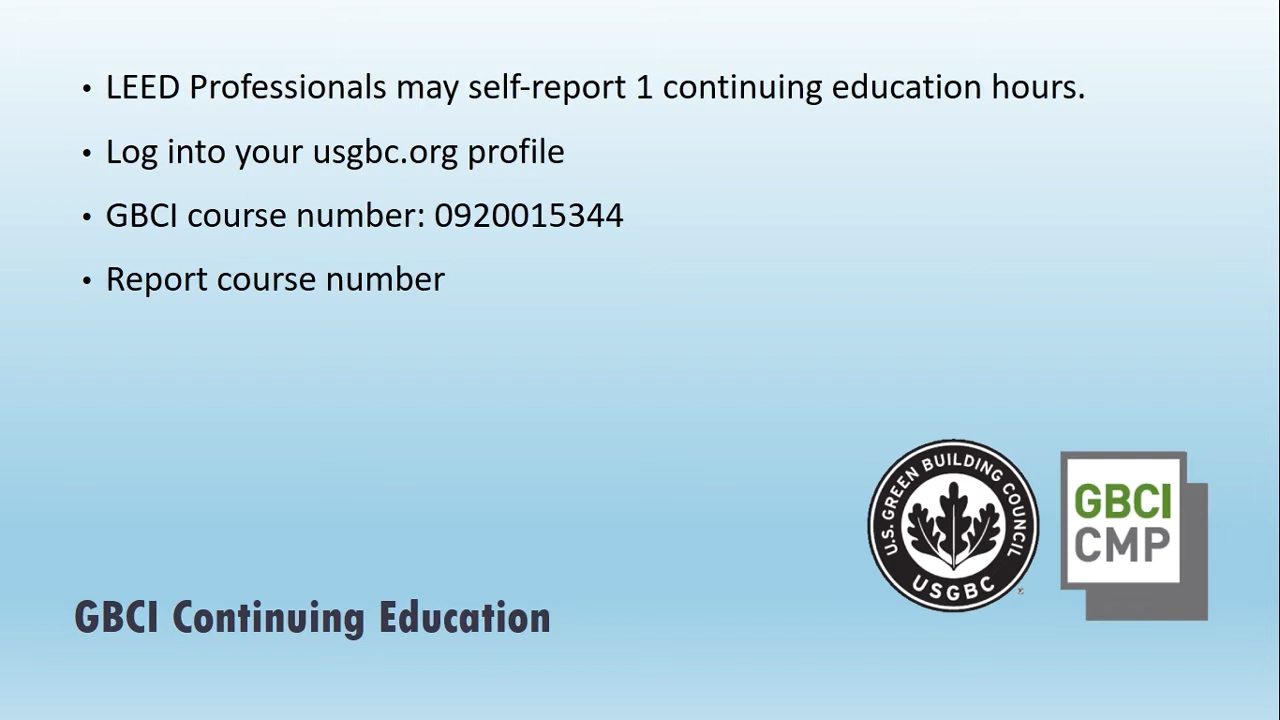 • LEED Professionals may self-report 1 continuing education hours.
• Log into your usgbc.org profile
• GBCI course number: 0920015344
• Report course number
U.S. GREEN BUILDING COUNCIL
USGBC
GBCI
CMP
GBCI Continuing Education